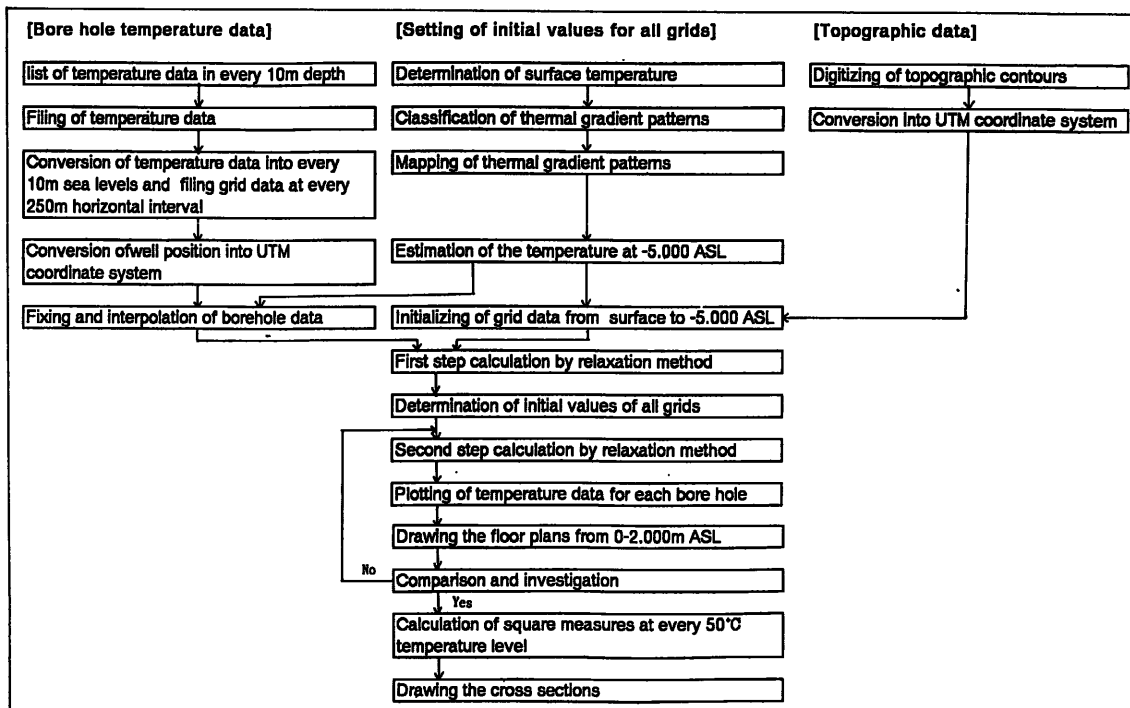 [Bore hole temperature data]
list of temperature data in every 10m depth
Filing of temperature data
Conversion of temperature data into every
10m sea levels and filing grid data at every
250m horizontal interval
Conversion ofwell position into UTM
coordinate system
Fixing and interpolation of borehole data
[Setting of initial values for all grids]
Determination of surface temperature
Classification of thermal gradient patterns
Mapping of thermal gradient patterns
Estimation of the temperature at -5.000 ASL
Initializing of grid data from surface to -5.000 ASL
[Topographic data]
Digitizing of topographic contours
Conversion into UTM coordinate system
First step calculation by relaxation method
Determination of initial values of all grids
Second step calculation by relaxation method
Plotting of temperature data for each bore hole
Drawing the floor plans from 0-2.000m ASL
No
Comparison and investigation
Yes
Calculation of square measures at every 50°C
temperature level
Drawing the cross sections